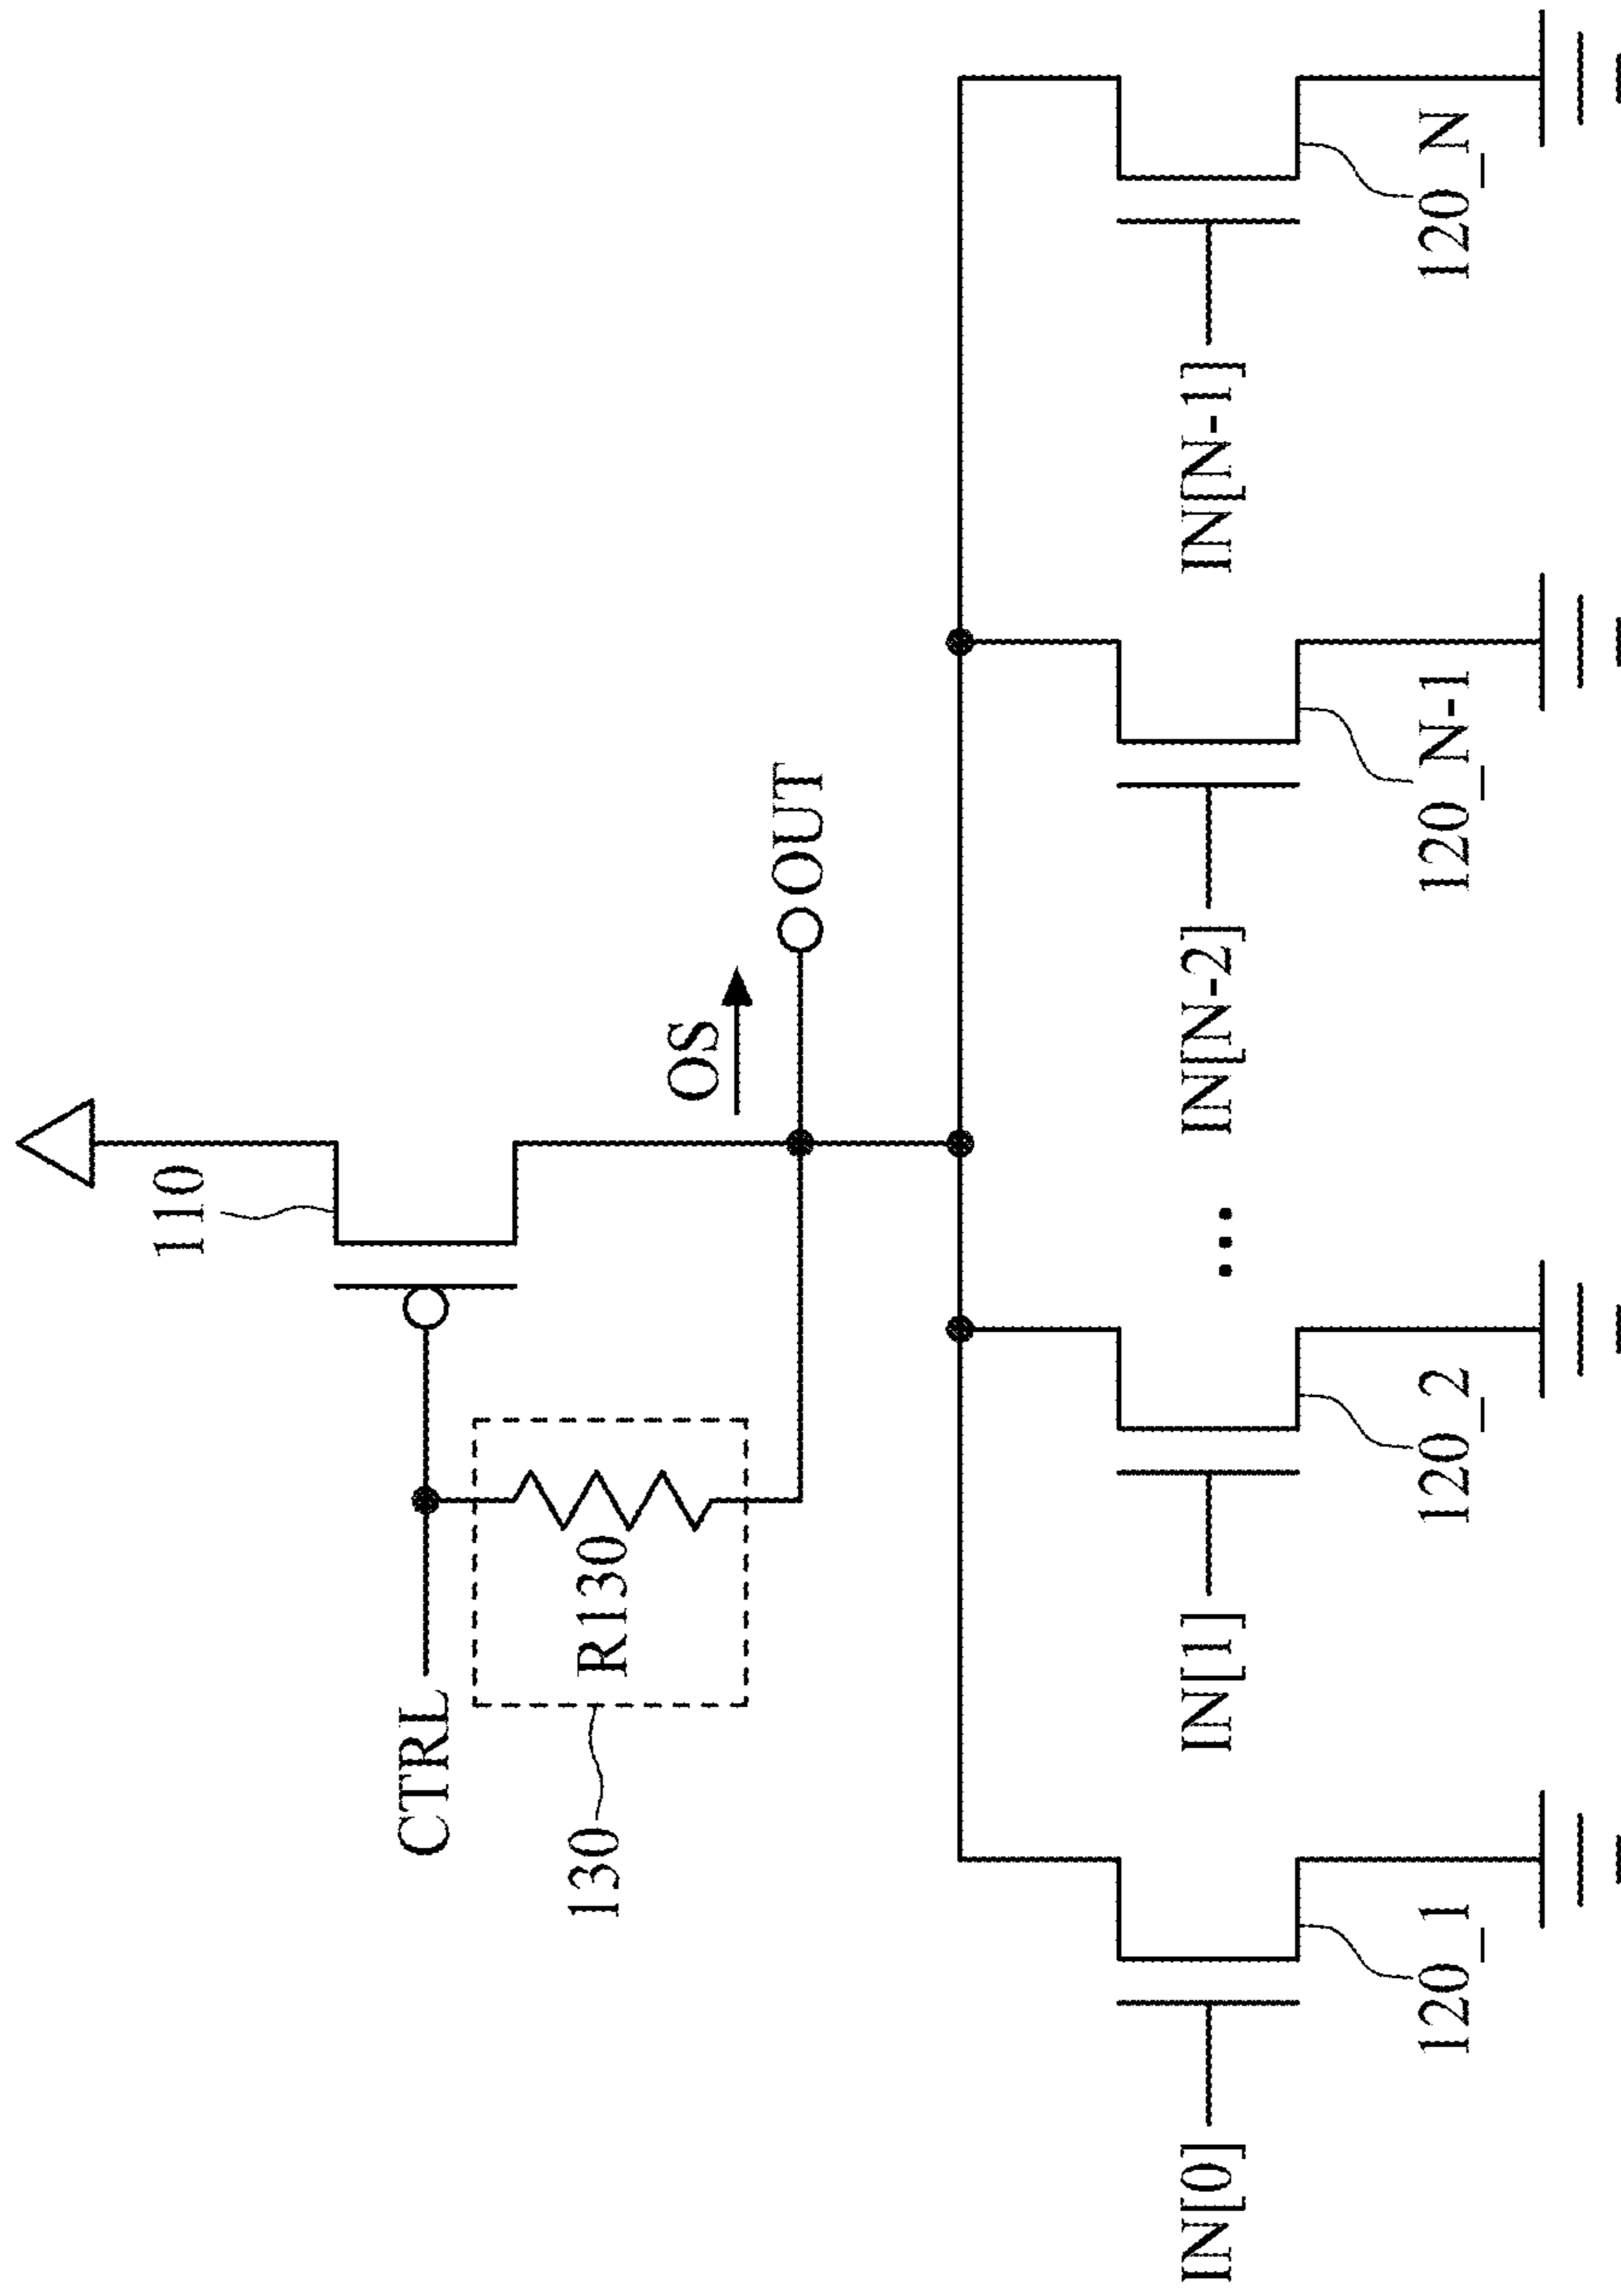 110
CTRL
R130
130
OS
OUT
IN[0]
IN[1]
...
IN[N-2]
IN[N-1]
120_1
120_2
120_N-1
120_N